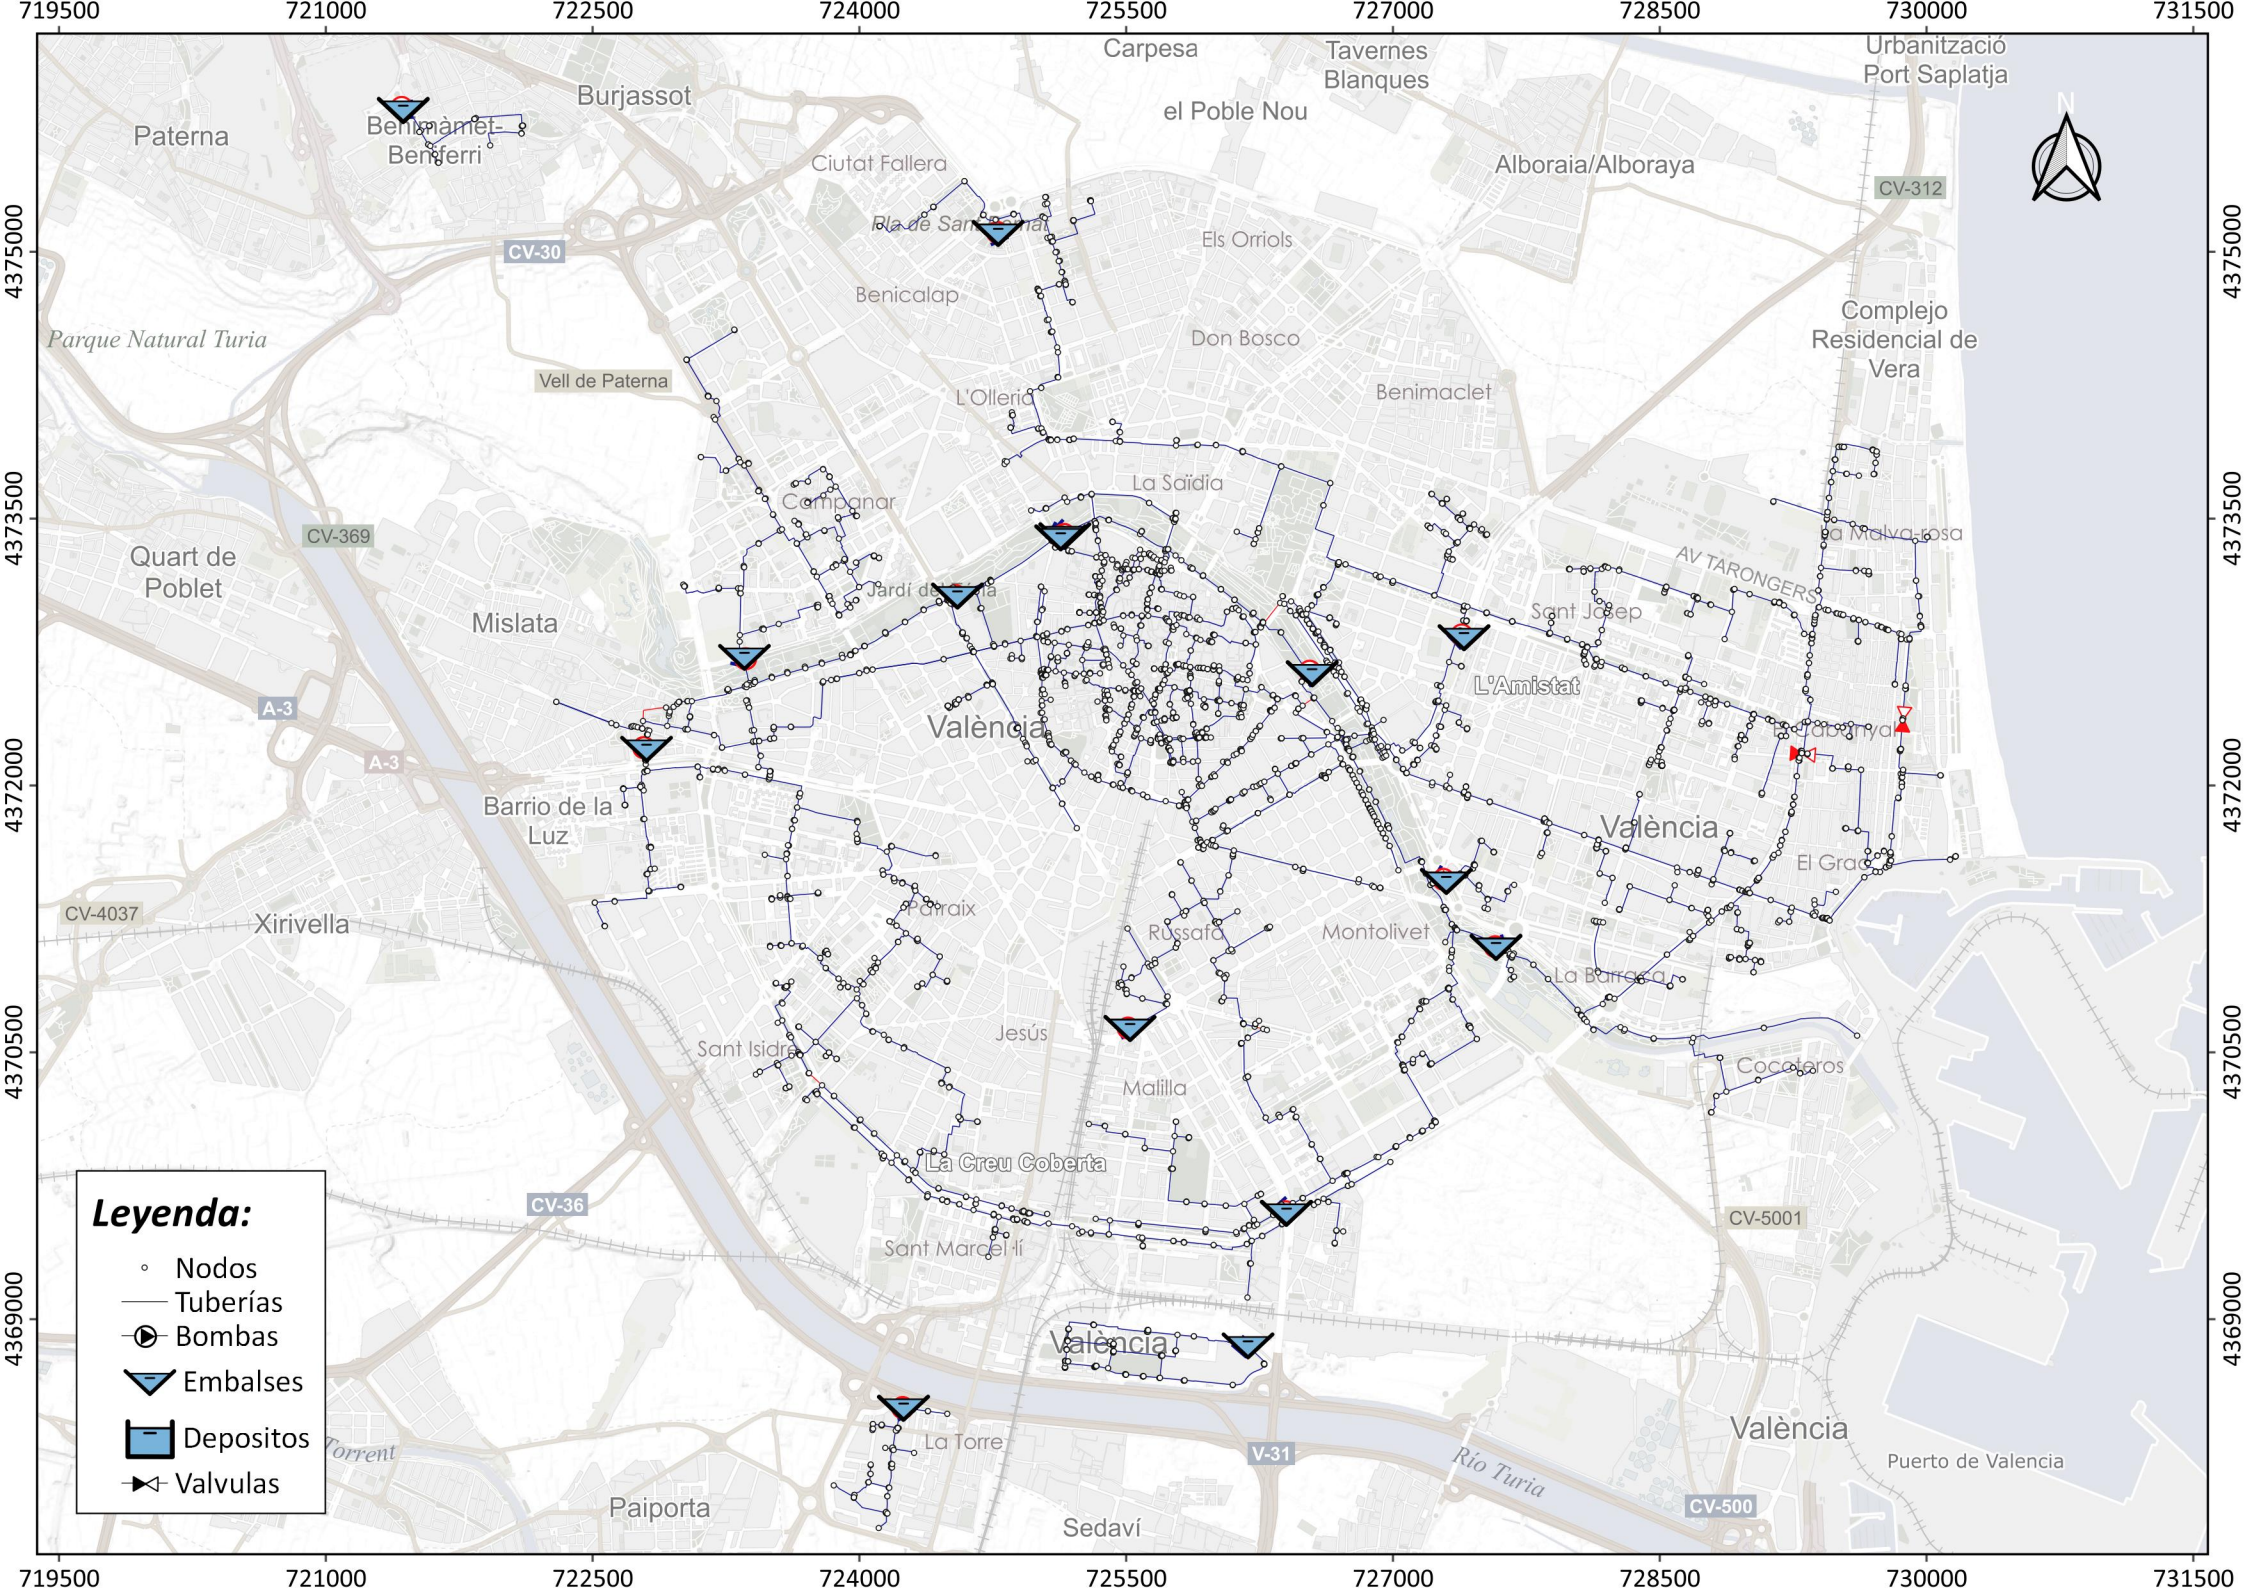 719500 721000 722500 724000 725500 727000 728500 730000 731500
Carpesa
Tavernes
Blanques
Urbanització
Port Saplatja
Burjassot
el Poble Nou
N
Paterna
Benimàmet-
Beniferri
Ciutat Fallera
Alboraia/Alboraya
CV-312
4375000
4375000
CV-30
Els Orriols
Benicalap
Parque Natural Turia
Don Bosco
Complejo
Residencial de
Vera
Vell de Paterna
L'Olleric
Benimaclet
La Saïdia
Campanar
4373500
4373500
CV-369
la Malva-rosa
Quart de
Poblet
AV TARONGERS
Mislata
Sant Josep
L'Amistat
A-3
València
A-3
4372000
4372000
Barrio de la
Luz
València
El Grao
CV-4037
Xirivella
Patraix
Russafa
Montolivet
La Barraca
4370500
4370500
Jesús
Sant Isidre
Malilla
Cocoteros
La Creu Coberta
CV-36
CV-5001
Sant Marcel·lí
4369000
4369000
València
Leyenda:
Nodos
Tuberías
Bombas
Embalses
Depositos
Valvulas
Torrent
La Torre
V-31
Río Turia
València
Puerto de Valencia
Paiporta
Sedaví
CV-500
719500 721000 722500 724000 725500 727000 728500 730000 731500